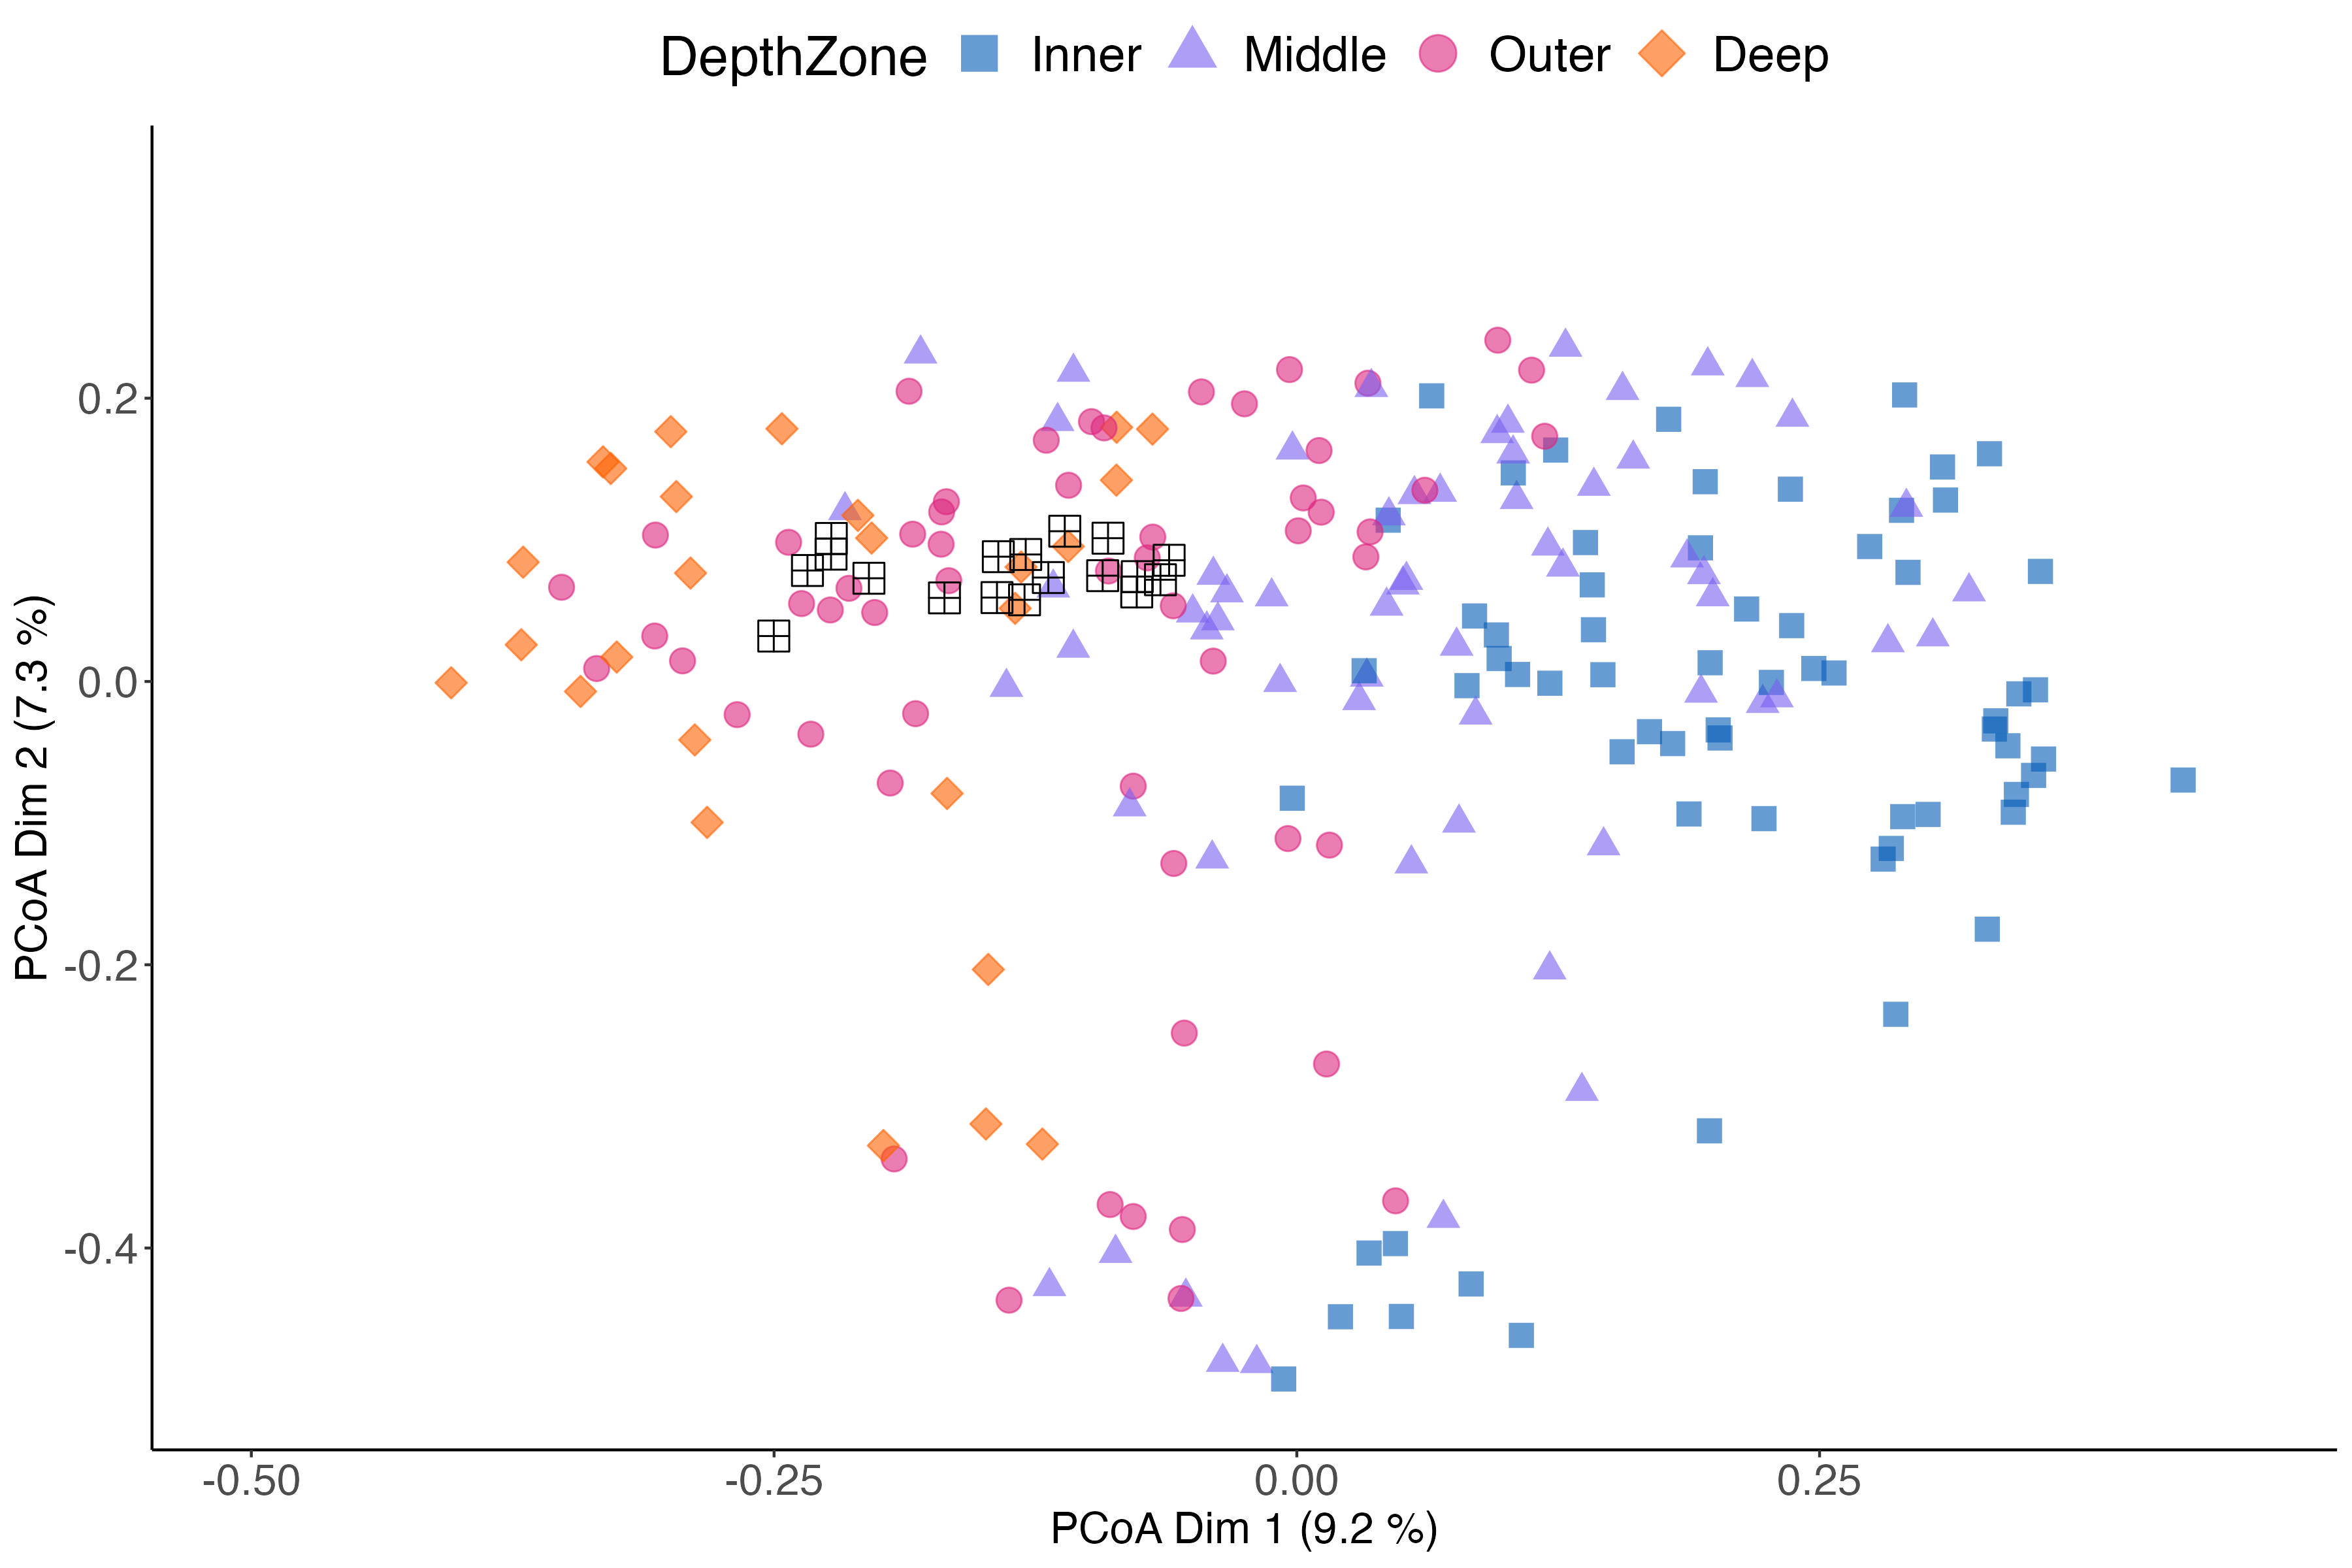 DepthZone Inner Middle Outer Deep
0.2
0.0
-0.2
-0.4
PCoA Dim 2 (7.3 %)
-0.50 -0.25 0.00 0.25
PCoA Dim 1 (9.2 %)